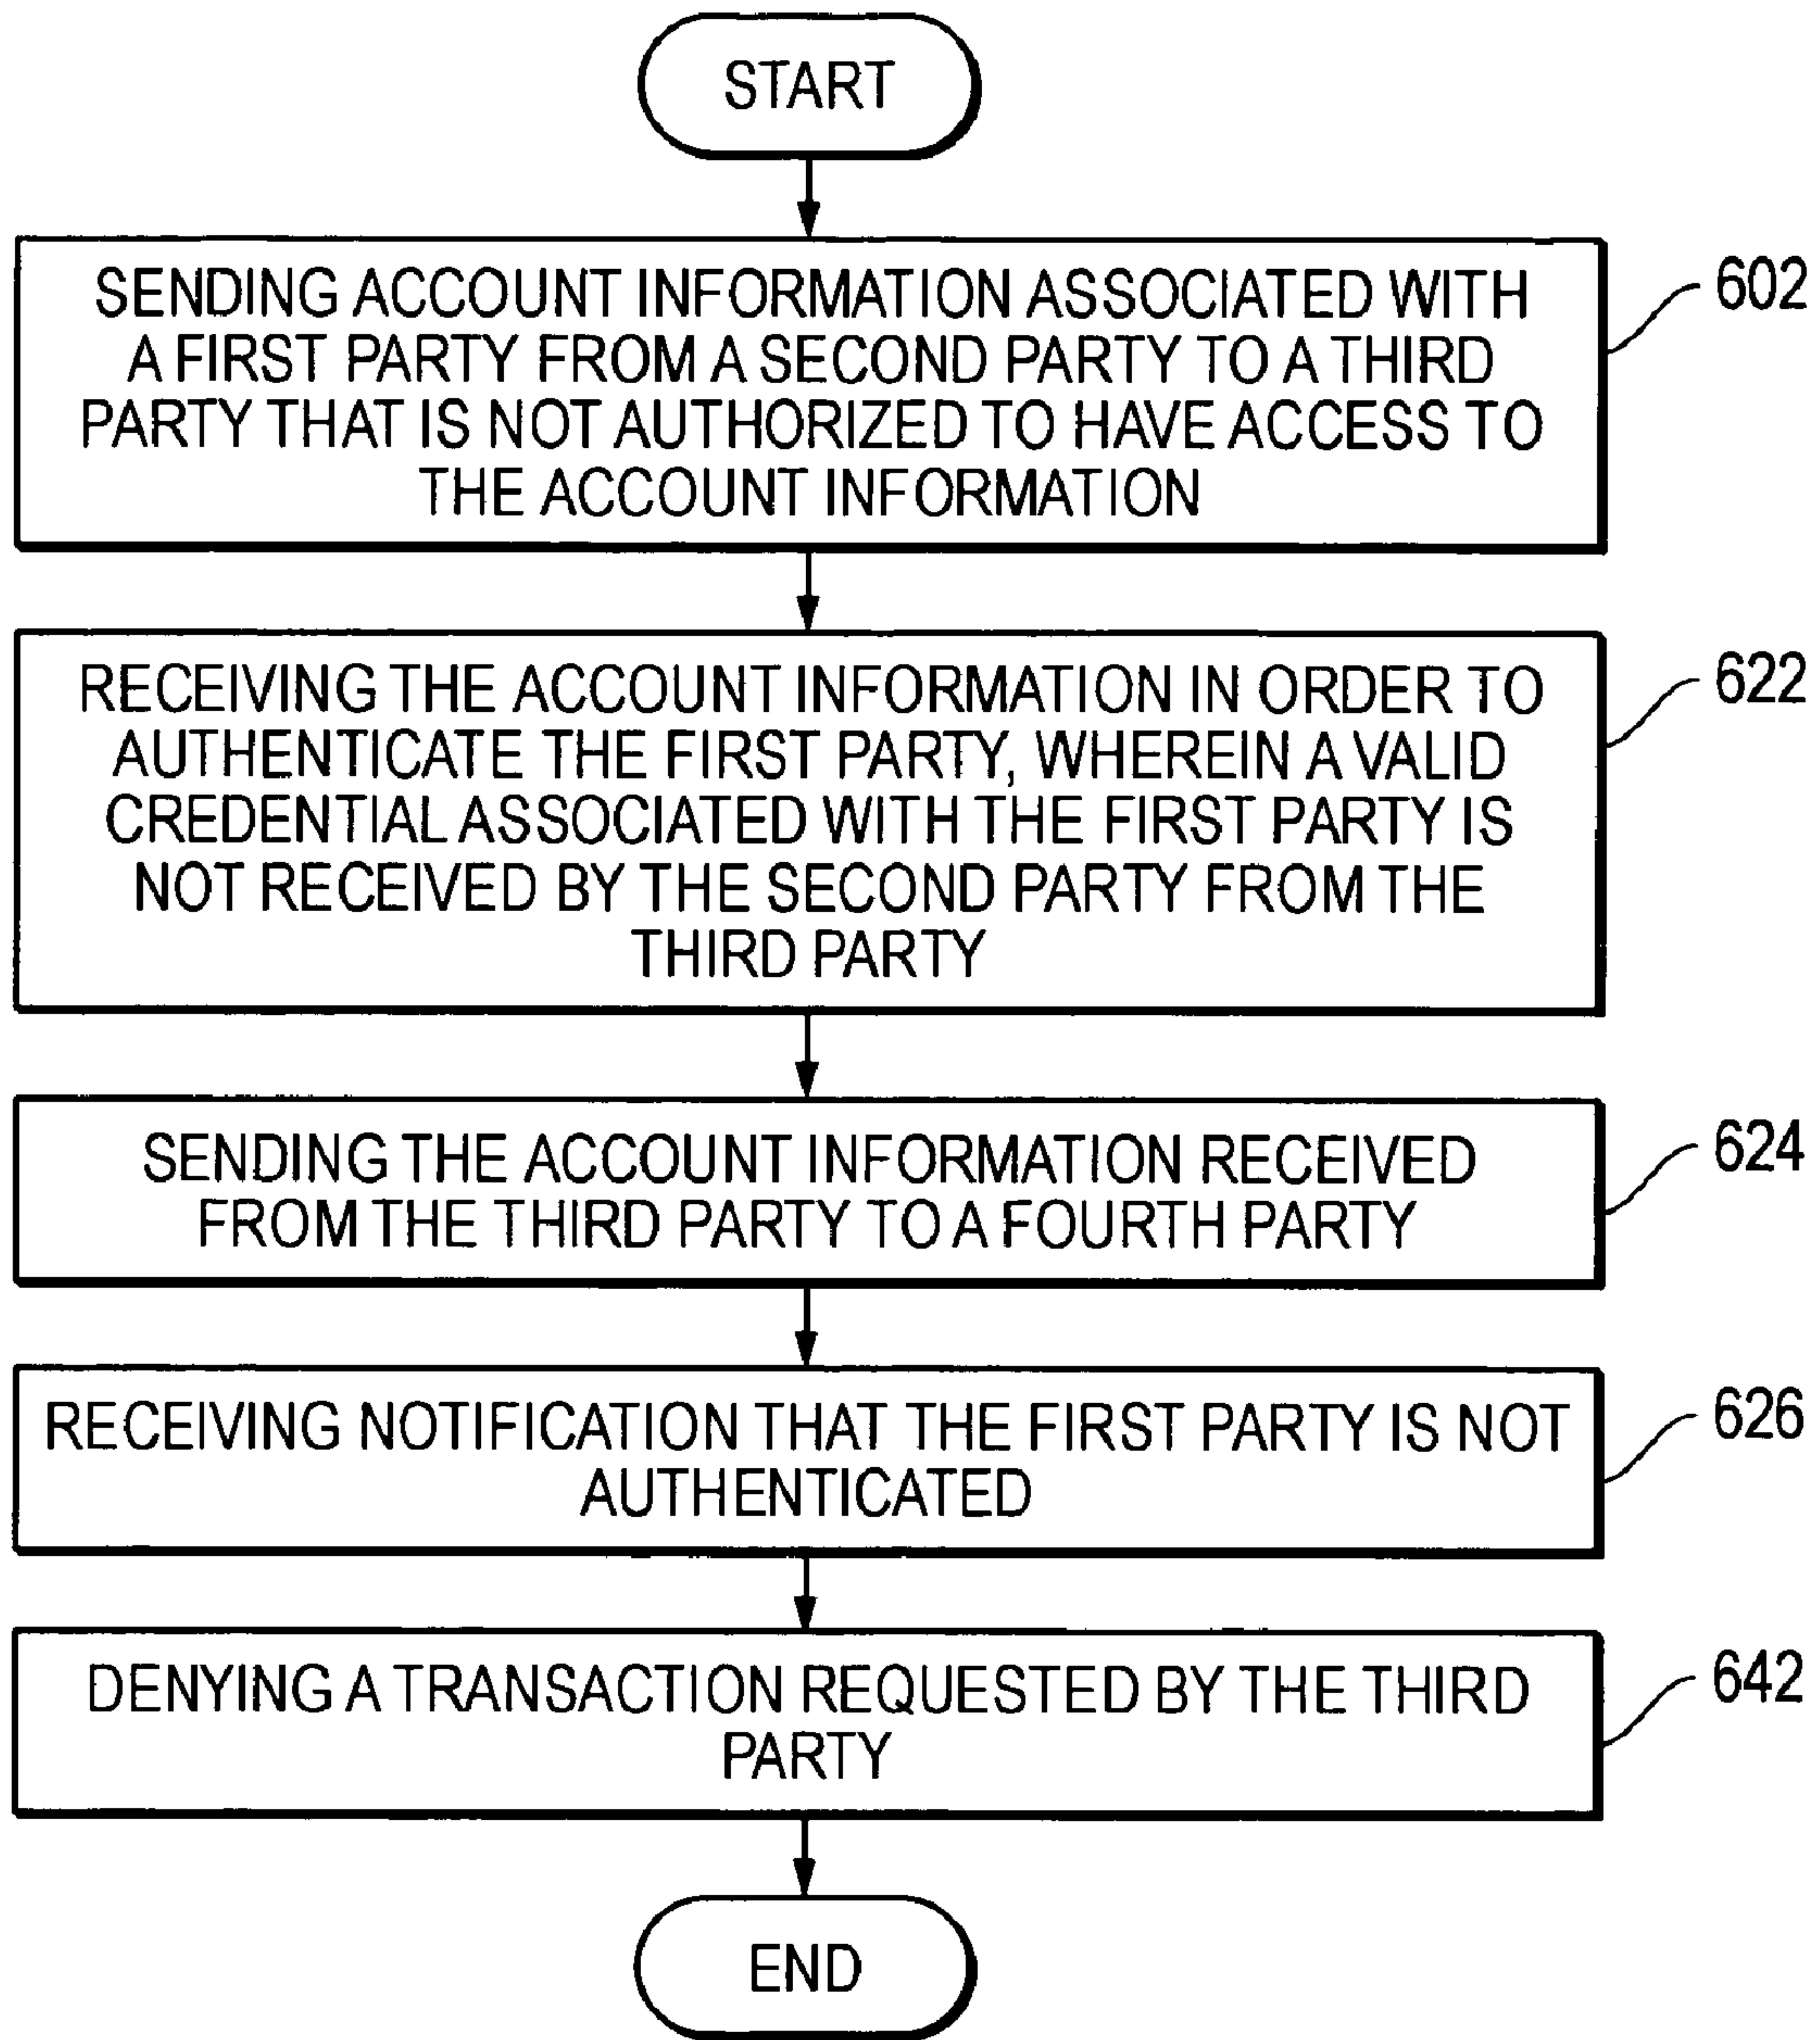 START
SENDING ACCOUNT INFORMATION ASSOCIATED WITH
A FIRST PARTY FROM A SECOND PARTY TO A THIRD
PARTY THAT IS NOT AUTHORIZED TO HAVE ACCESS TO
THE ACCOUNT INFORMATION
602
RECEIVING THE ACCOUNT INFORMATION IN ORDER TO
AUTHENTICATE THE FIRST PARTY, WHEREIN A VALID
CREDENTIAL ASSOCIATED WITH THE FIRST PARTY IS
NOT RECEIVED BY THE SECOND PARTY FROM THE
THIRD PARTY
622
SENDING THE ACCOUNT INFORMATION RECEIVED
FROM THE THIRD PARTY TO A FOURTH PARTY
624
RECEIVING NOTIFICATION THAT THE FIRST PARTY IS NOT
AUTHENTICATED
626
DENYING A TRANSACTION REQUESTED BY THE THIRD
PARTY
642
END